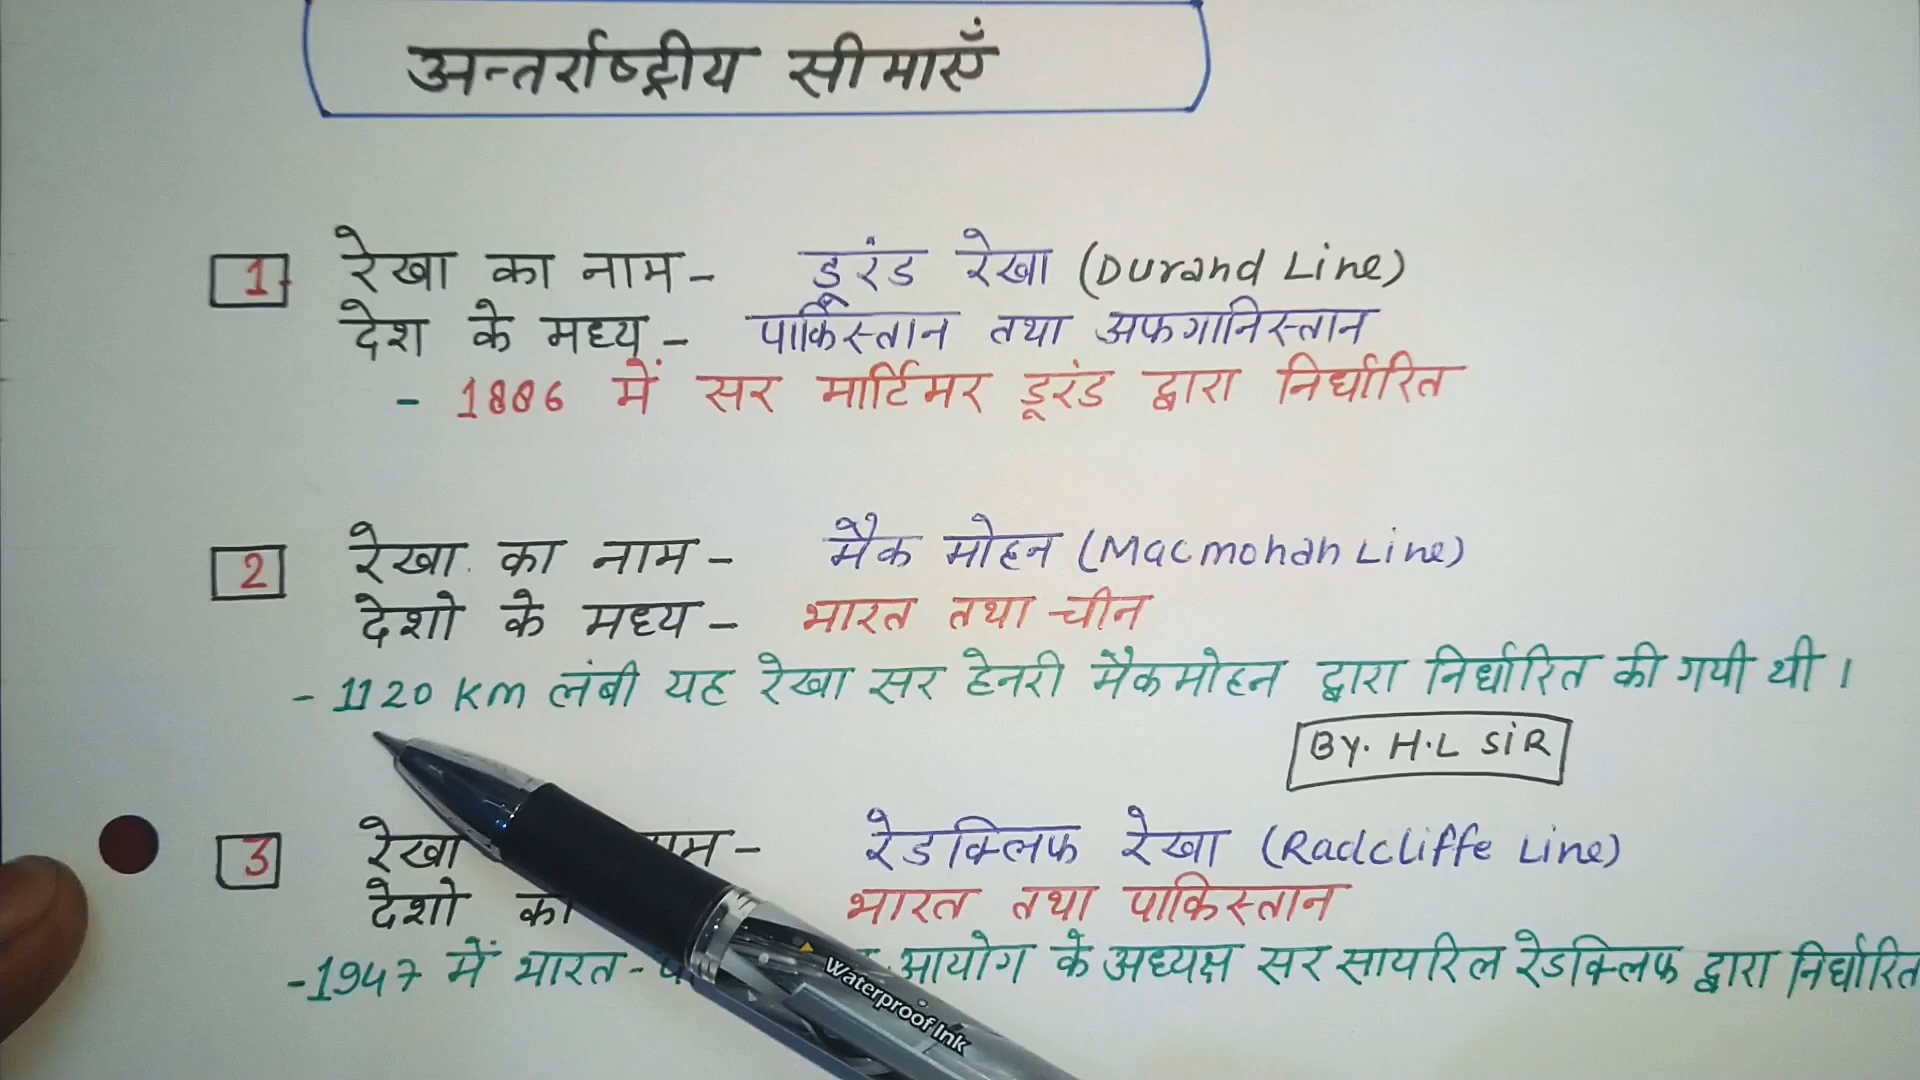 अन्तर्राष्ट्रीय सीमाएँ
1 रेखा का नाम - डूरंड रेखा (Durand Line)
देश के मध्य - पाकिस्तान तथा अफगानिस्तान
- 1886 में सर मार्टिमर डूरंड द्वारा निर्धारित
2 रेखा का नाम - मैक मोहन (Macmohan Line)
देशो के मध्य - भारत तथा चीन
- 1120 km लंबी यह रेखा सर हेनरी मैकमोहन द्वारा निर्धारित की गयी थी ।
BY. H.L SIR
3 रेखा - रेडक्लिफ रेखा (Radcliffe Line)
देशो का भारत तथा पाकिस्तान
- 1947 में भारत - आयोग के अध्यक्ष सर सायरिल रेडक्लिफ द्वारा निर्धारित
Waterproof Ink